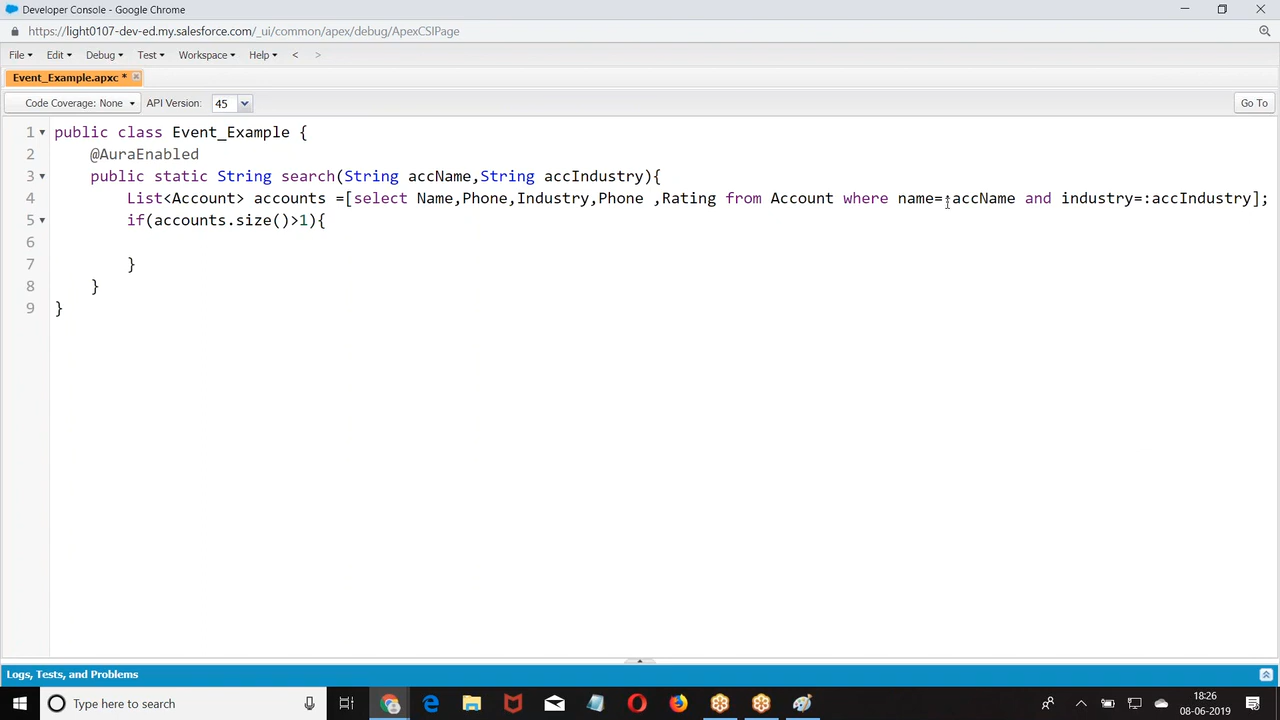 Developer Console - Google Chrome
https://light0107-dev-ed.my.salesforce.com/_ui/common/apex/debug/ApexCSIPage
File Edit Debug Test Workspace Help < >
Event_Example.apxc *
Code Coverage: None API Version: 45 Go To
1 public class Event_Example {
2 @AuraEnabled
3 public static String search(String accName,String accIndustry){
4 List<Account> accounts =[select Name,Phone,Industry,Phone ,Rating from Account where name=:accName and industry=:accIndustry];
5 if(accounts.size()>1){
6
7 }
8 }
9 }
Logs, Tests, and Problems
Type here to search
18:26
08-06-2019